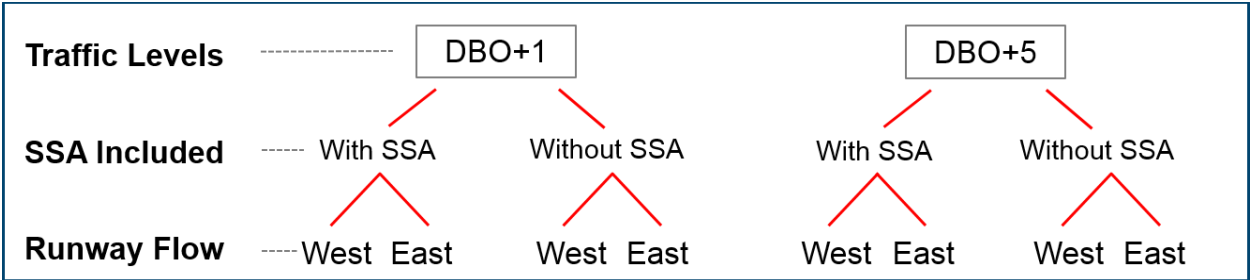 Traffic Levels DBO+1 DBO+5
SSA Included With SSA Without SSA With SSA Without SSA
Runway Flow West East West East West East West East